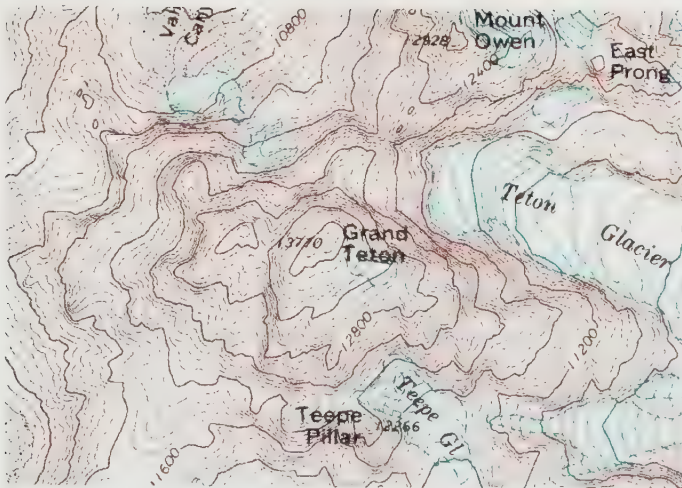 10800
Mount
Owen
12928
12400
East
Prong
Teton
Glacier
Grand
Teton
13770
12800
11200
Teepe Gl
Teepe
Pillar
12266
11600